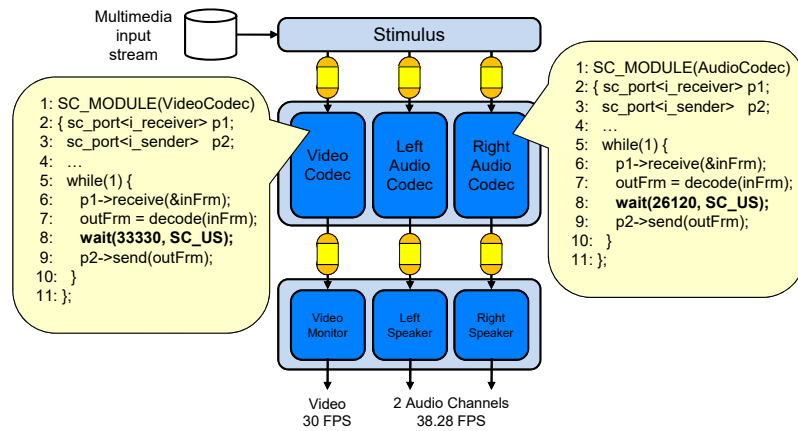 Multimedia
input
stream
Stimulus
1: SC_MODULE(VideoCodec)
2: { sc_port<i_receiver> p1;
3: sc_port<i_sender> p2;
4: …
5: while(1) {
6: p1->receive(&inFrm);
7: outFrm = decode(inFrm);
8: wait(33330, SC_US);
9: p2->send(outFrm);
10: }
11: };
1: SC_MODULE(AudioCodec)
2: { sc_port<i_receiver> p1;
3: sc_port<i_sender> p2;
4: …
5: while(1) {
6: p1->receive(&inFrm);
7: outFrm = decode(inFrm);
8: wait(26120, SC_US);
9: p2->send(outFrm);
10: }
11: };
Video
Codec
Left
Audio
Codec
Right
Audio
Codec
Video
Monitor
Left
Speaker
Right
Speaker
Video
30 FPS
2 Audio Channels
38.28 FPS